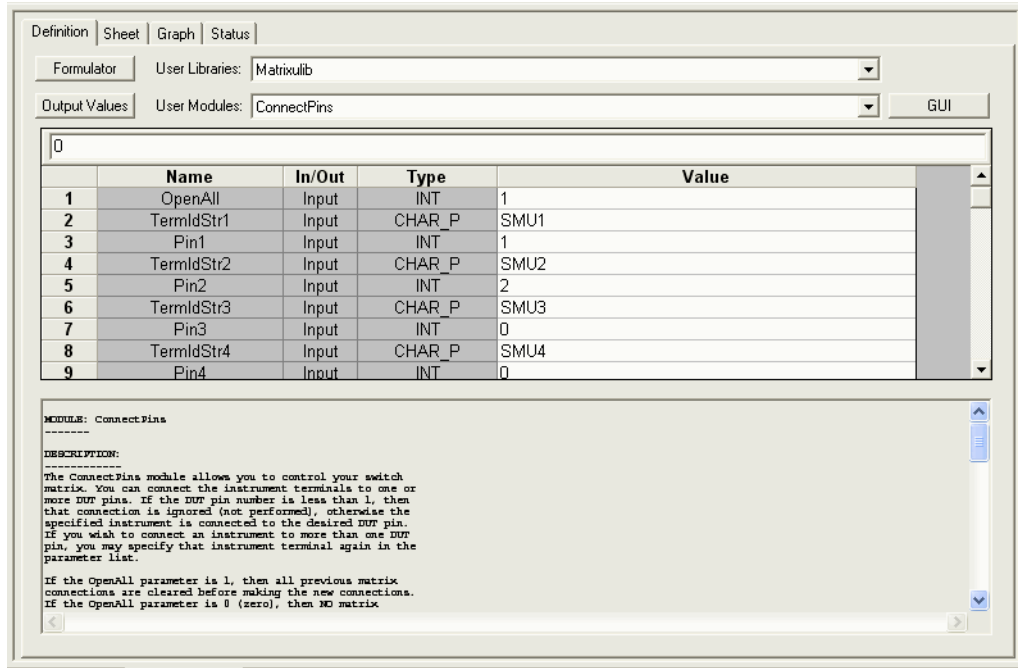 Definition Sheet Graph Status
Formulator User Libraries: Matrixulib
Output Values User Modules: ConnectPins GUI
0
Name In/Out Type Value
1 OpenAll Input INT 1
2 TermIdStr1 Input CHAR_P SMU1
3 Pin1 Input INT 1
4 TermIdStr2 Input CHAR_P SMU2
5 Pin2 Input INT 2
6 TermIdStr3 Input CHAR_P SMU3
7 Pin3 Input INT 0
8 TermIdStr4 Input CHAR_P SMU4
9 Pin4 Input INT 0
MODULE: ConnectPins
-------
DESCRIPTION:
------------
The ConnectPins module allows you to control your switch
matrix. You can connect the instrument terminals to one or
more DUT pins. If the DUT pin number is less than 1, then
that connection is ignored (not performed), otherwise the
specified instrument is connected to the desired DUT pin.
If you wish to connect an instrument to more than one DUT
pin, you may specify that instrument terminal again in the
parameter list.
If the OpenAll parameter is 1, then all previous matrix
connections are cleared before making the new connections.
If the OpenAll parameter is 0 (zero), then NO matrix